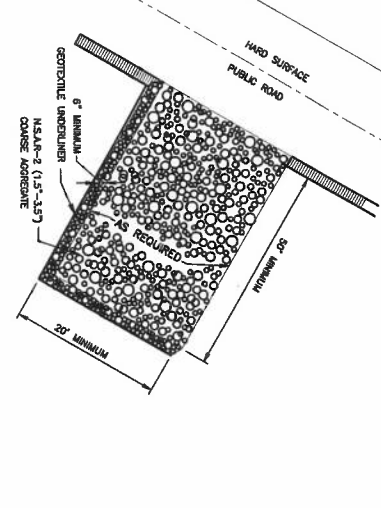 HARD SURFACE
PUBLIC ROAD
6" MINIMUM
GEOTEXTILE UNDERLINER
N.S.A.R-2 (1.5"-3.5")
COARSE AGGREGATE
AS REQUIRED
50' MINIMUM
20' MINIMUM